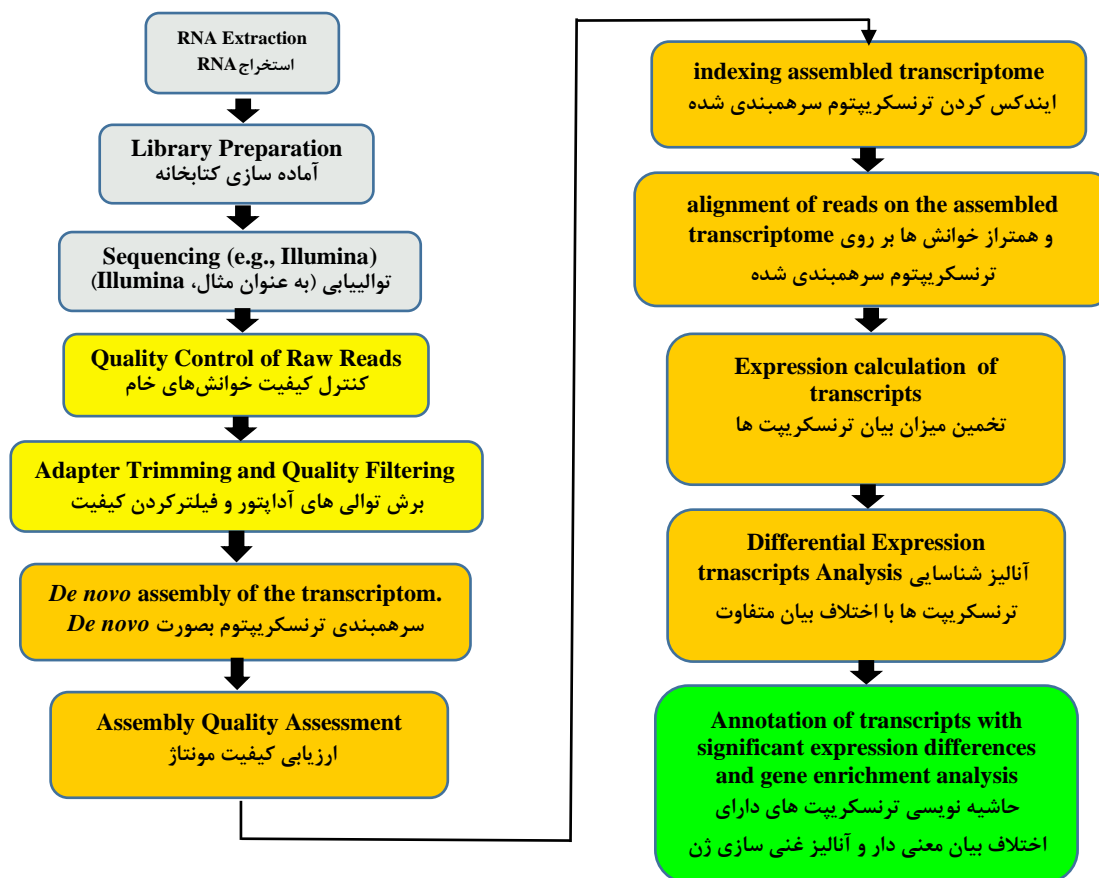 RNA Extraction
استخراج RNA
Library Preparation
آماده سازی کتابخانه
Sequencing (e.g., Illumina)
توالییابی (به عنوان مثال، Illumina)
Quality Control of Raw Reads
کنترل کیفیت خوانش‌های خام
Adapter Trimming and Quality Filtering
برش توالی های آداپتور و فیلترکردن کیفیت
De novo assembly of the transcriptom.
سرهمبندی ترنسکریپتوم بصورت De novo
Assembly Quality Assessment
ارزیابی کیفیت مونتاژ
indexing assembled transcriptome
ایندکس کردن ترنسکریپتوم سرهمبندی شده
alignment of reads on the assembled
transcriptome و همتراز خوانش ها بر روی
ترنسکریپتوم سرهمبندی شده
Expression calculation of
transcripts
تخمین میزان بیان ترنسکریپت ها
Differential Expression
trnascripts Analysis آنالیز شناسایی
ترنسکریپت ها با اختلاف بیان متفاوت
Annotation of transcripts with
significant expression differences
and gene enrichment analysis
حاشیه نویسی ترنسکریپت های دارای
اختلاف بیان معنی دار و آنالیز غنی سازی ژن